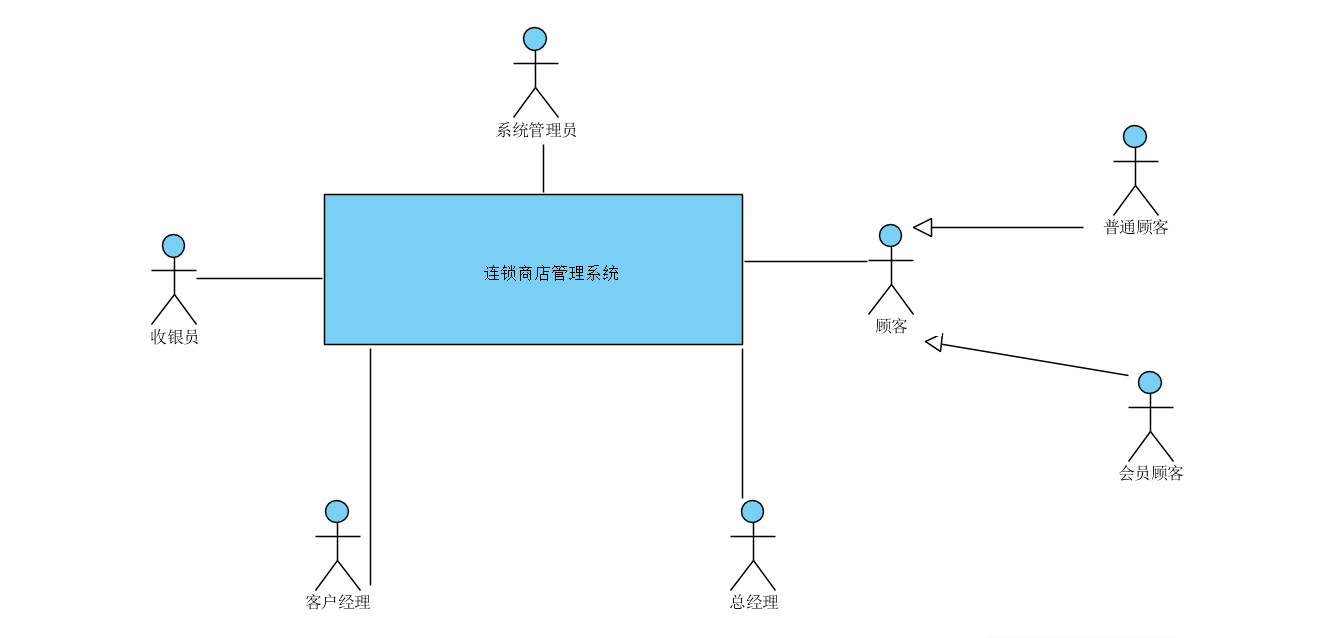 系统管理员
普通顾客
连锁商店管理系统
收银员
顾客
会员顾客
客户经理
总经理